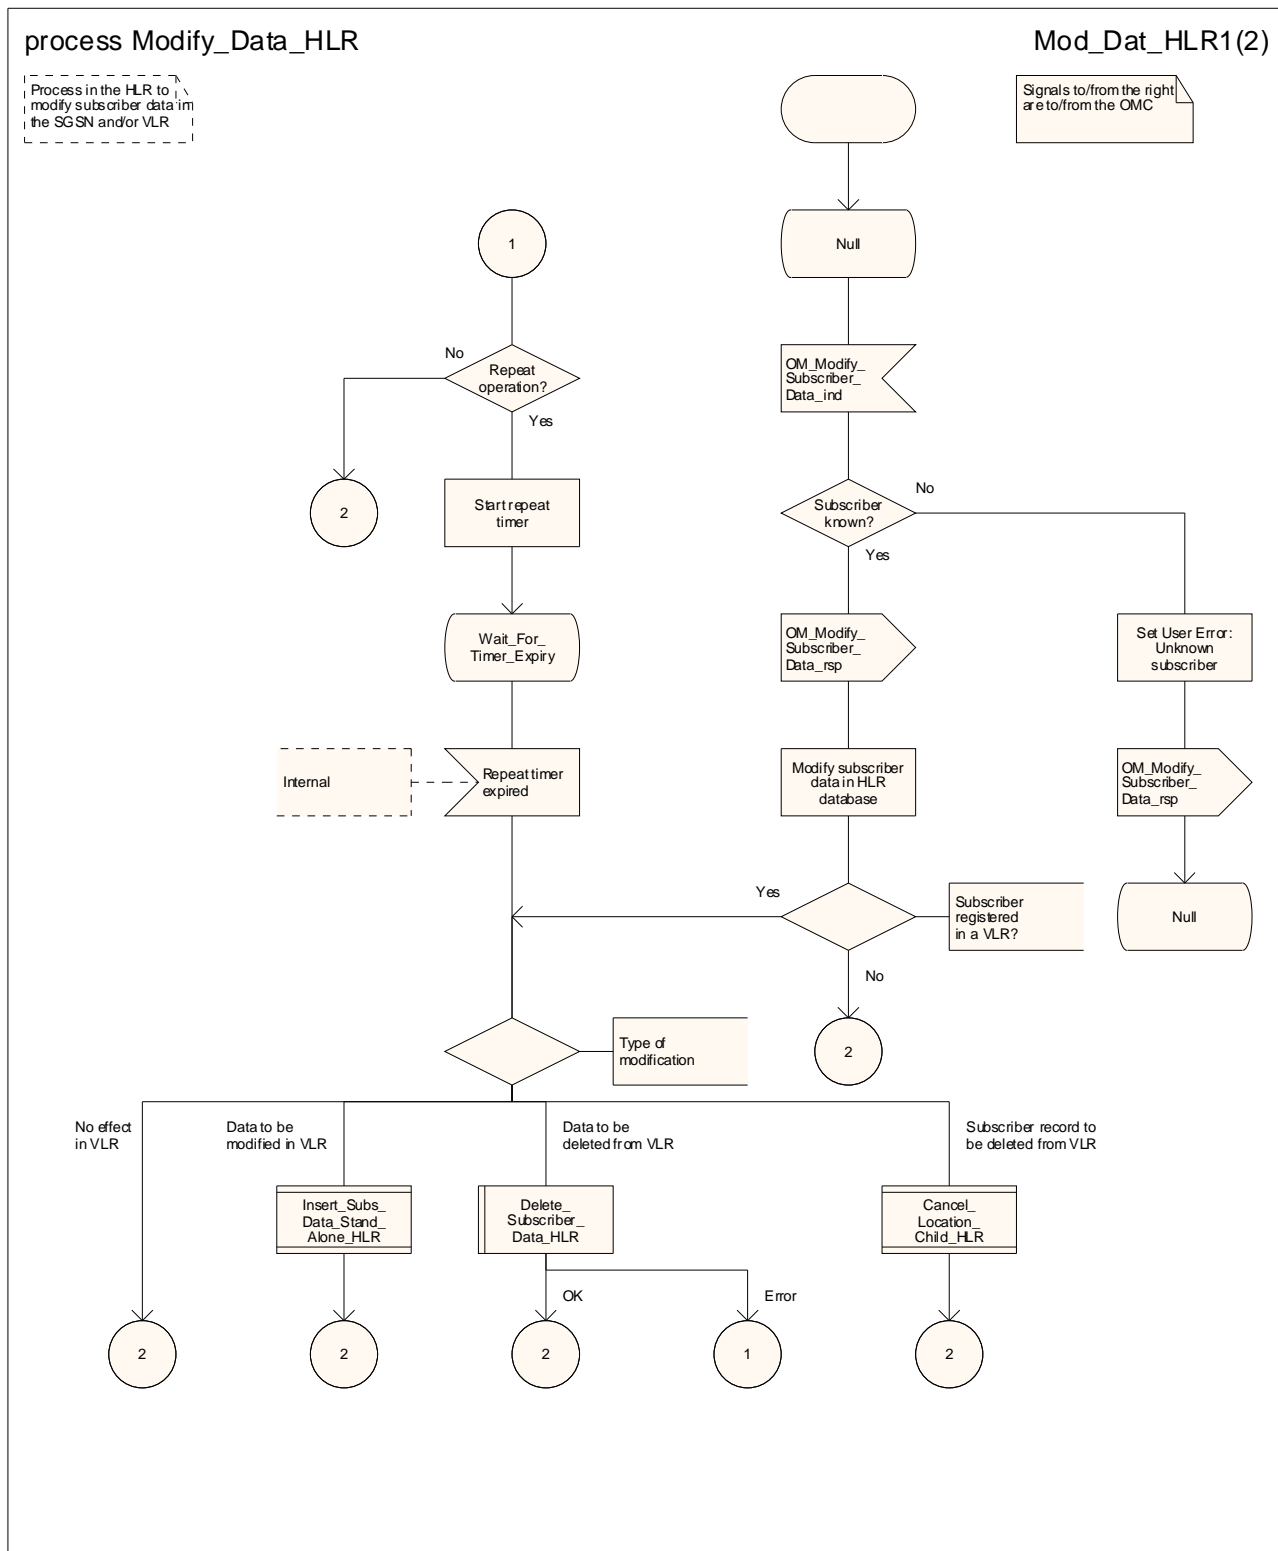 process Modify_Data_HLR
Mod_Dat_HLR1(2)
Process in the HLR to
modify subscriber data in
the SGSN and/or VLR
Signals to/from the right
are to/from the OMC
Null
1
No
Repeat
operation?
Yes
OM_Modify_
Subscriber_
Data_ind
2
Start repeat
timer
Subscriber
known?
No
Yes
Wait_For_
Timer_Expiry
OM_Modify_
Subscriber_
Data_rsp
Set User Error:
Unknown
subscriber
Internal
Repeat timer
expired
Modify subscriber
data in HLR
database
OM_Modify_
Subscriber_
Data_rsp
Yes
Subscriber
registered
in a VLR?
Null
No
2
Type of
modification
No effect
in VLR
Data to be
modified in VLR
Data to be
deleted from VLR
Subscriber record to
be deleted from VLR
Insert_Subs_
Data_Stand_
Alone_HLR
Delete_
Subscriber_
Data_HLR
Cancel_
Location_
Child_HLR
OK
Error
2
2
2
1
2